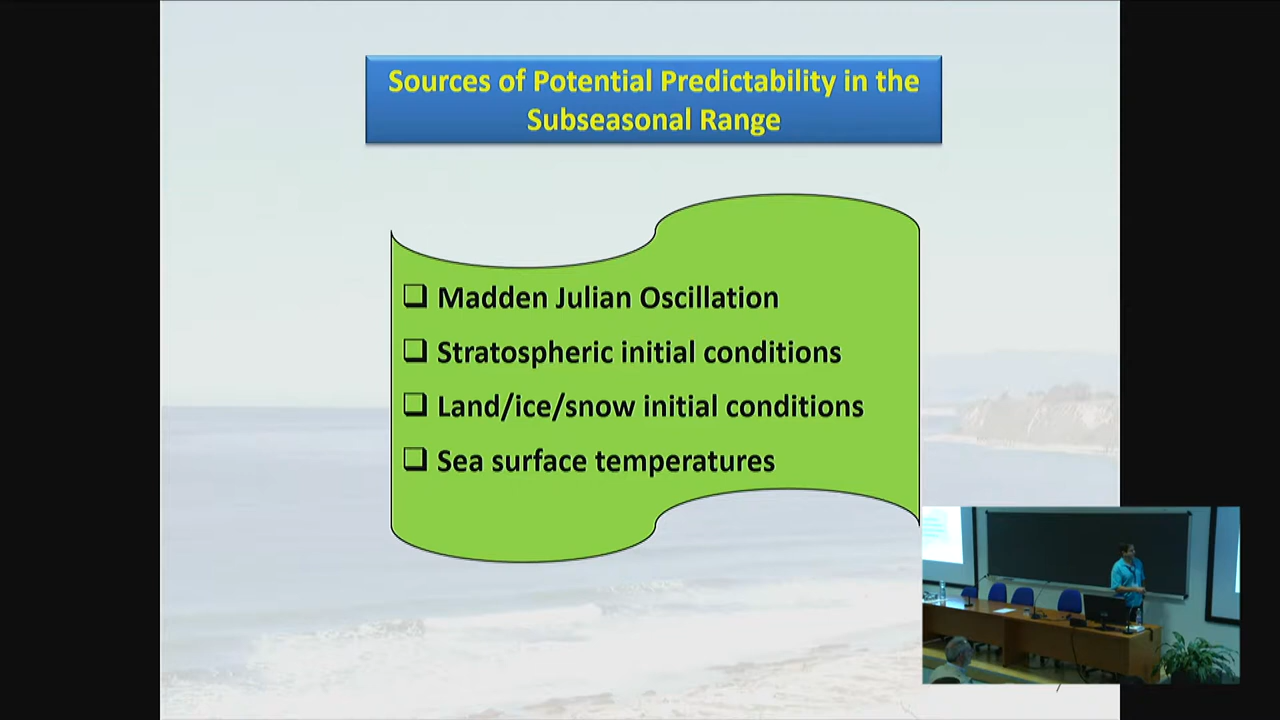 Sources of Potential Predictability in the
Subseasonal Range
Madden Julian Oscillation
Stratospheric initial conditions
Land/ice/snow initial conditions
Sea surface temperatures